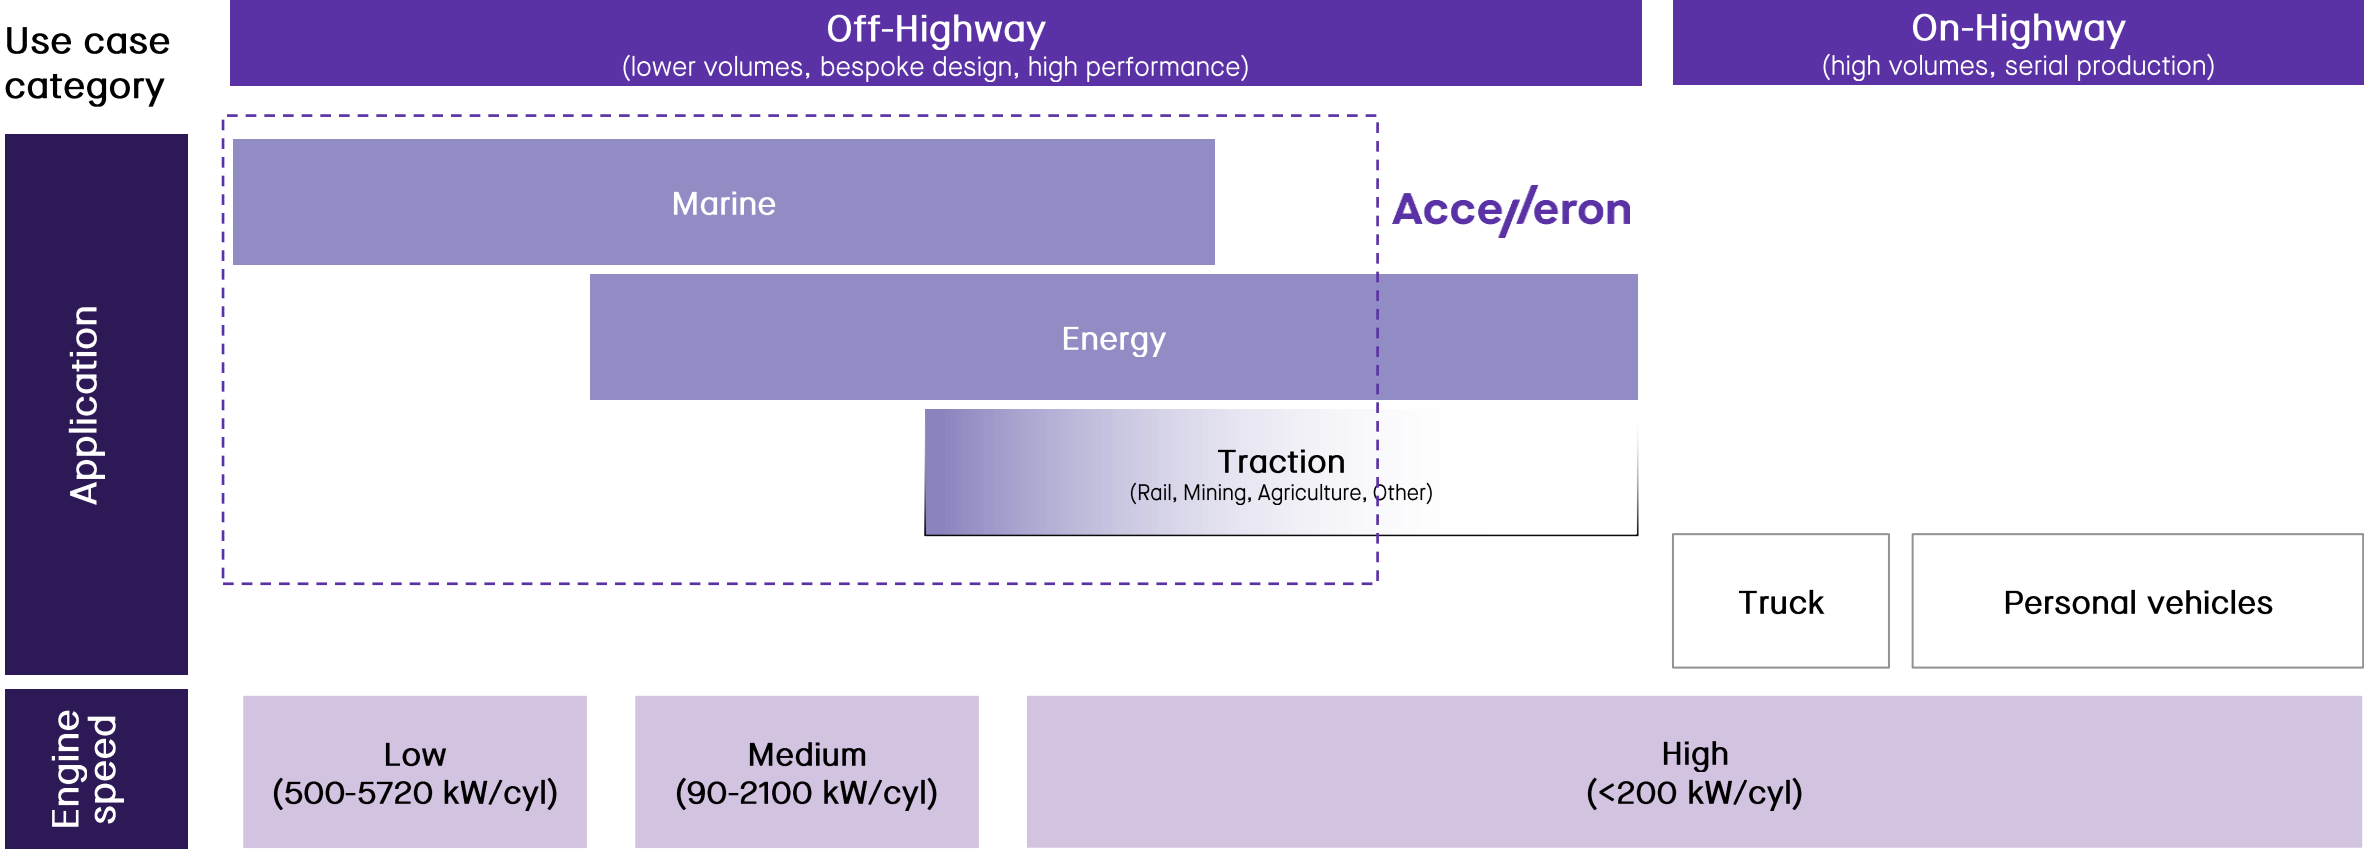 Use case
category
Off-Highway
(lower volumes, bespoke design, high performance)
On-Highway
(high volumes, serial production)
Application
Marine
Accelleron
Energy
Traction
(Rail, Mining, Agriculture, Other)
Truck
Personal vehicles
Engine
speed
Low
(500-5720 kW/cyl)
Medium
(90-2100 kW/cyl)
High
(<200 kW/cyl)